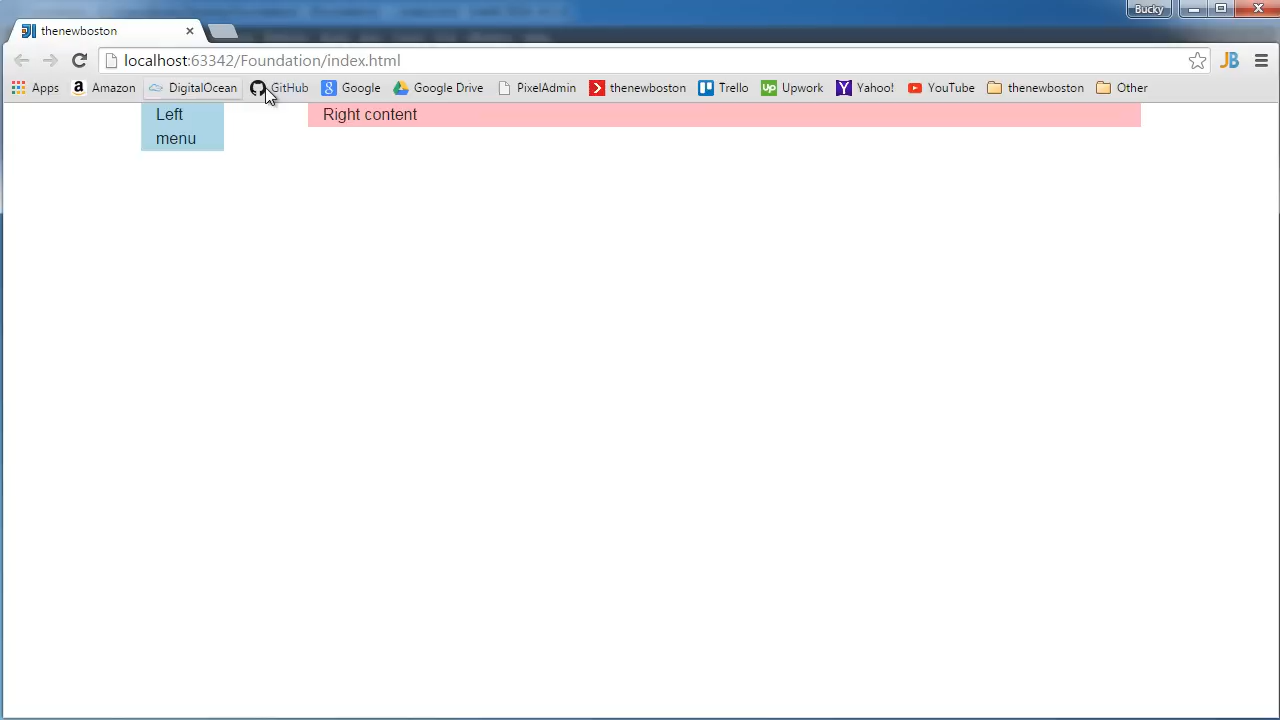 Bucky
thenewboston
localhost:63342/Foundation/index.html
JB
Apps Amazon DigitalOcean GitHub Google Google Drive PixelAdmin thenewboston Trello Upwork Yahoo! YouTube thenewboston Other
Left Right content
menu